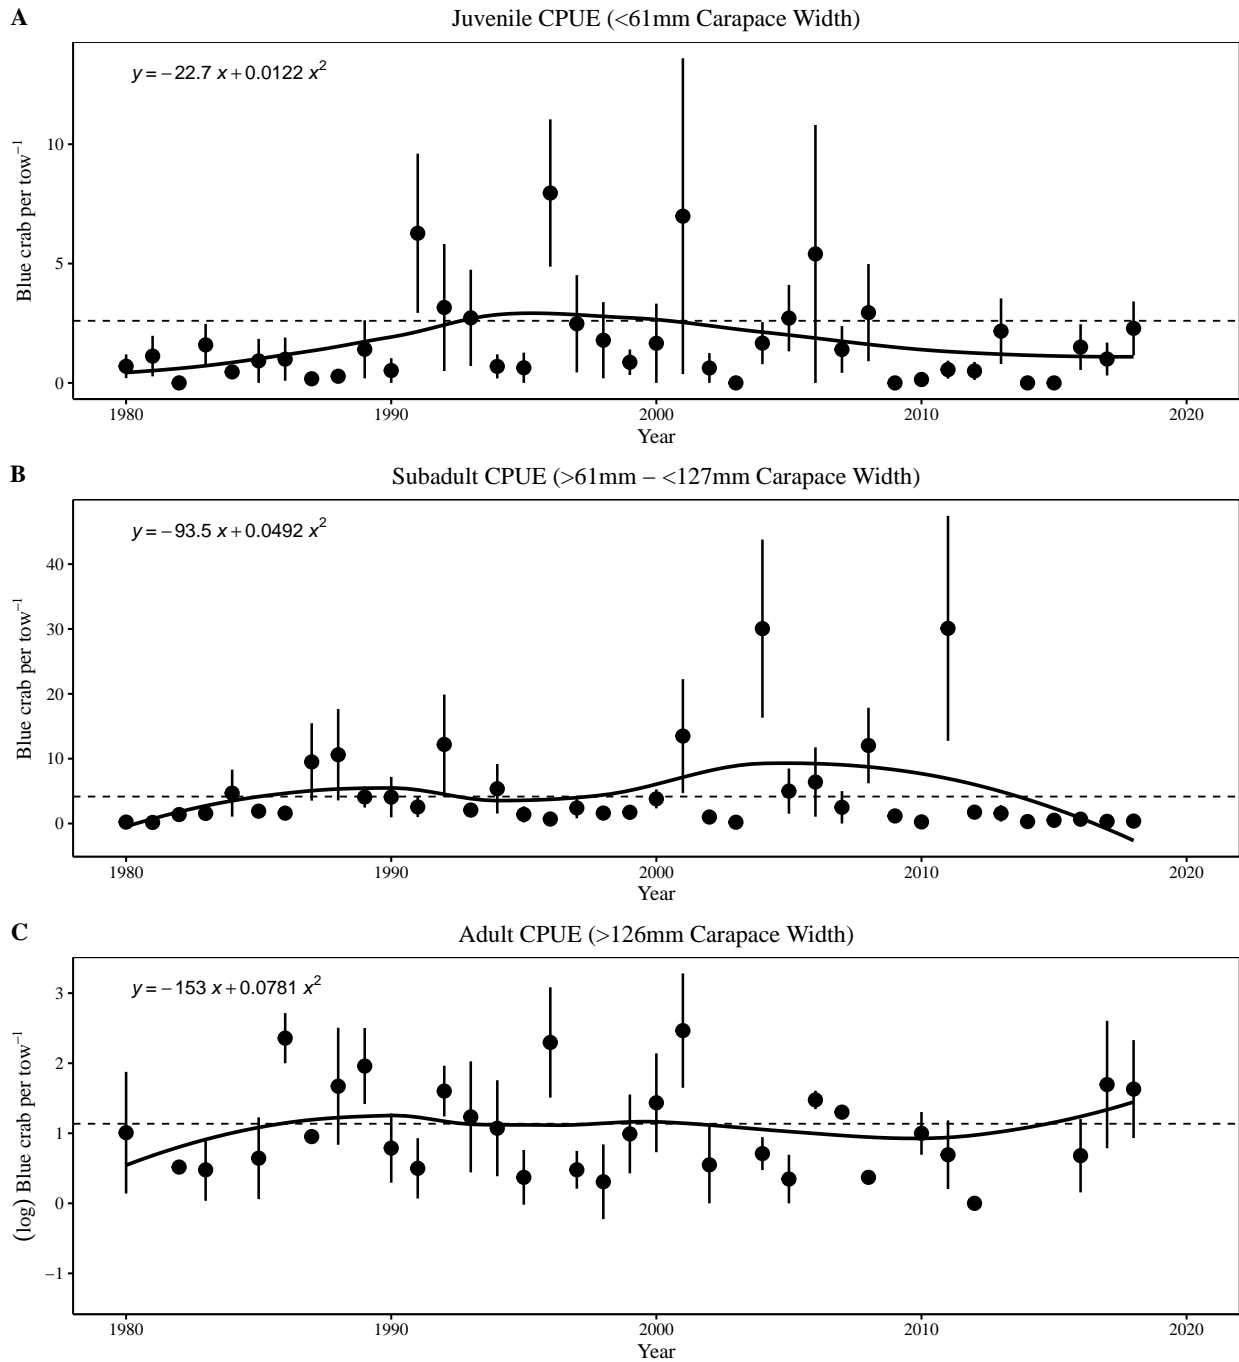 A
Juvenile CPUE (<61mm Carapace Width)
y = −22.7 x + 0.0122 x²
Blue crab per tow⁻¹
10
5
0
1980 1990 2000 2010 2020
Year
B
Subadult CPUE (>61mm – <127mm Carapace Width)
y = −93.5 x + 0.0492 x²
Blue crab per tow⁻¹
40
30
20
10
0
1980 1990 2000 2010 2020
Year
C
Adult CPUE (>126mm Carapace Width)
y = −153 x + 0.0781 x²
(log) Blue crab per tow⁻¹
3
2
1
0
−1
1980 1990 2000 2010 2020
Year